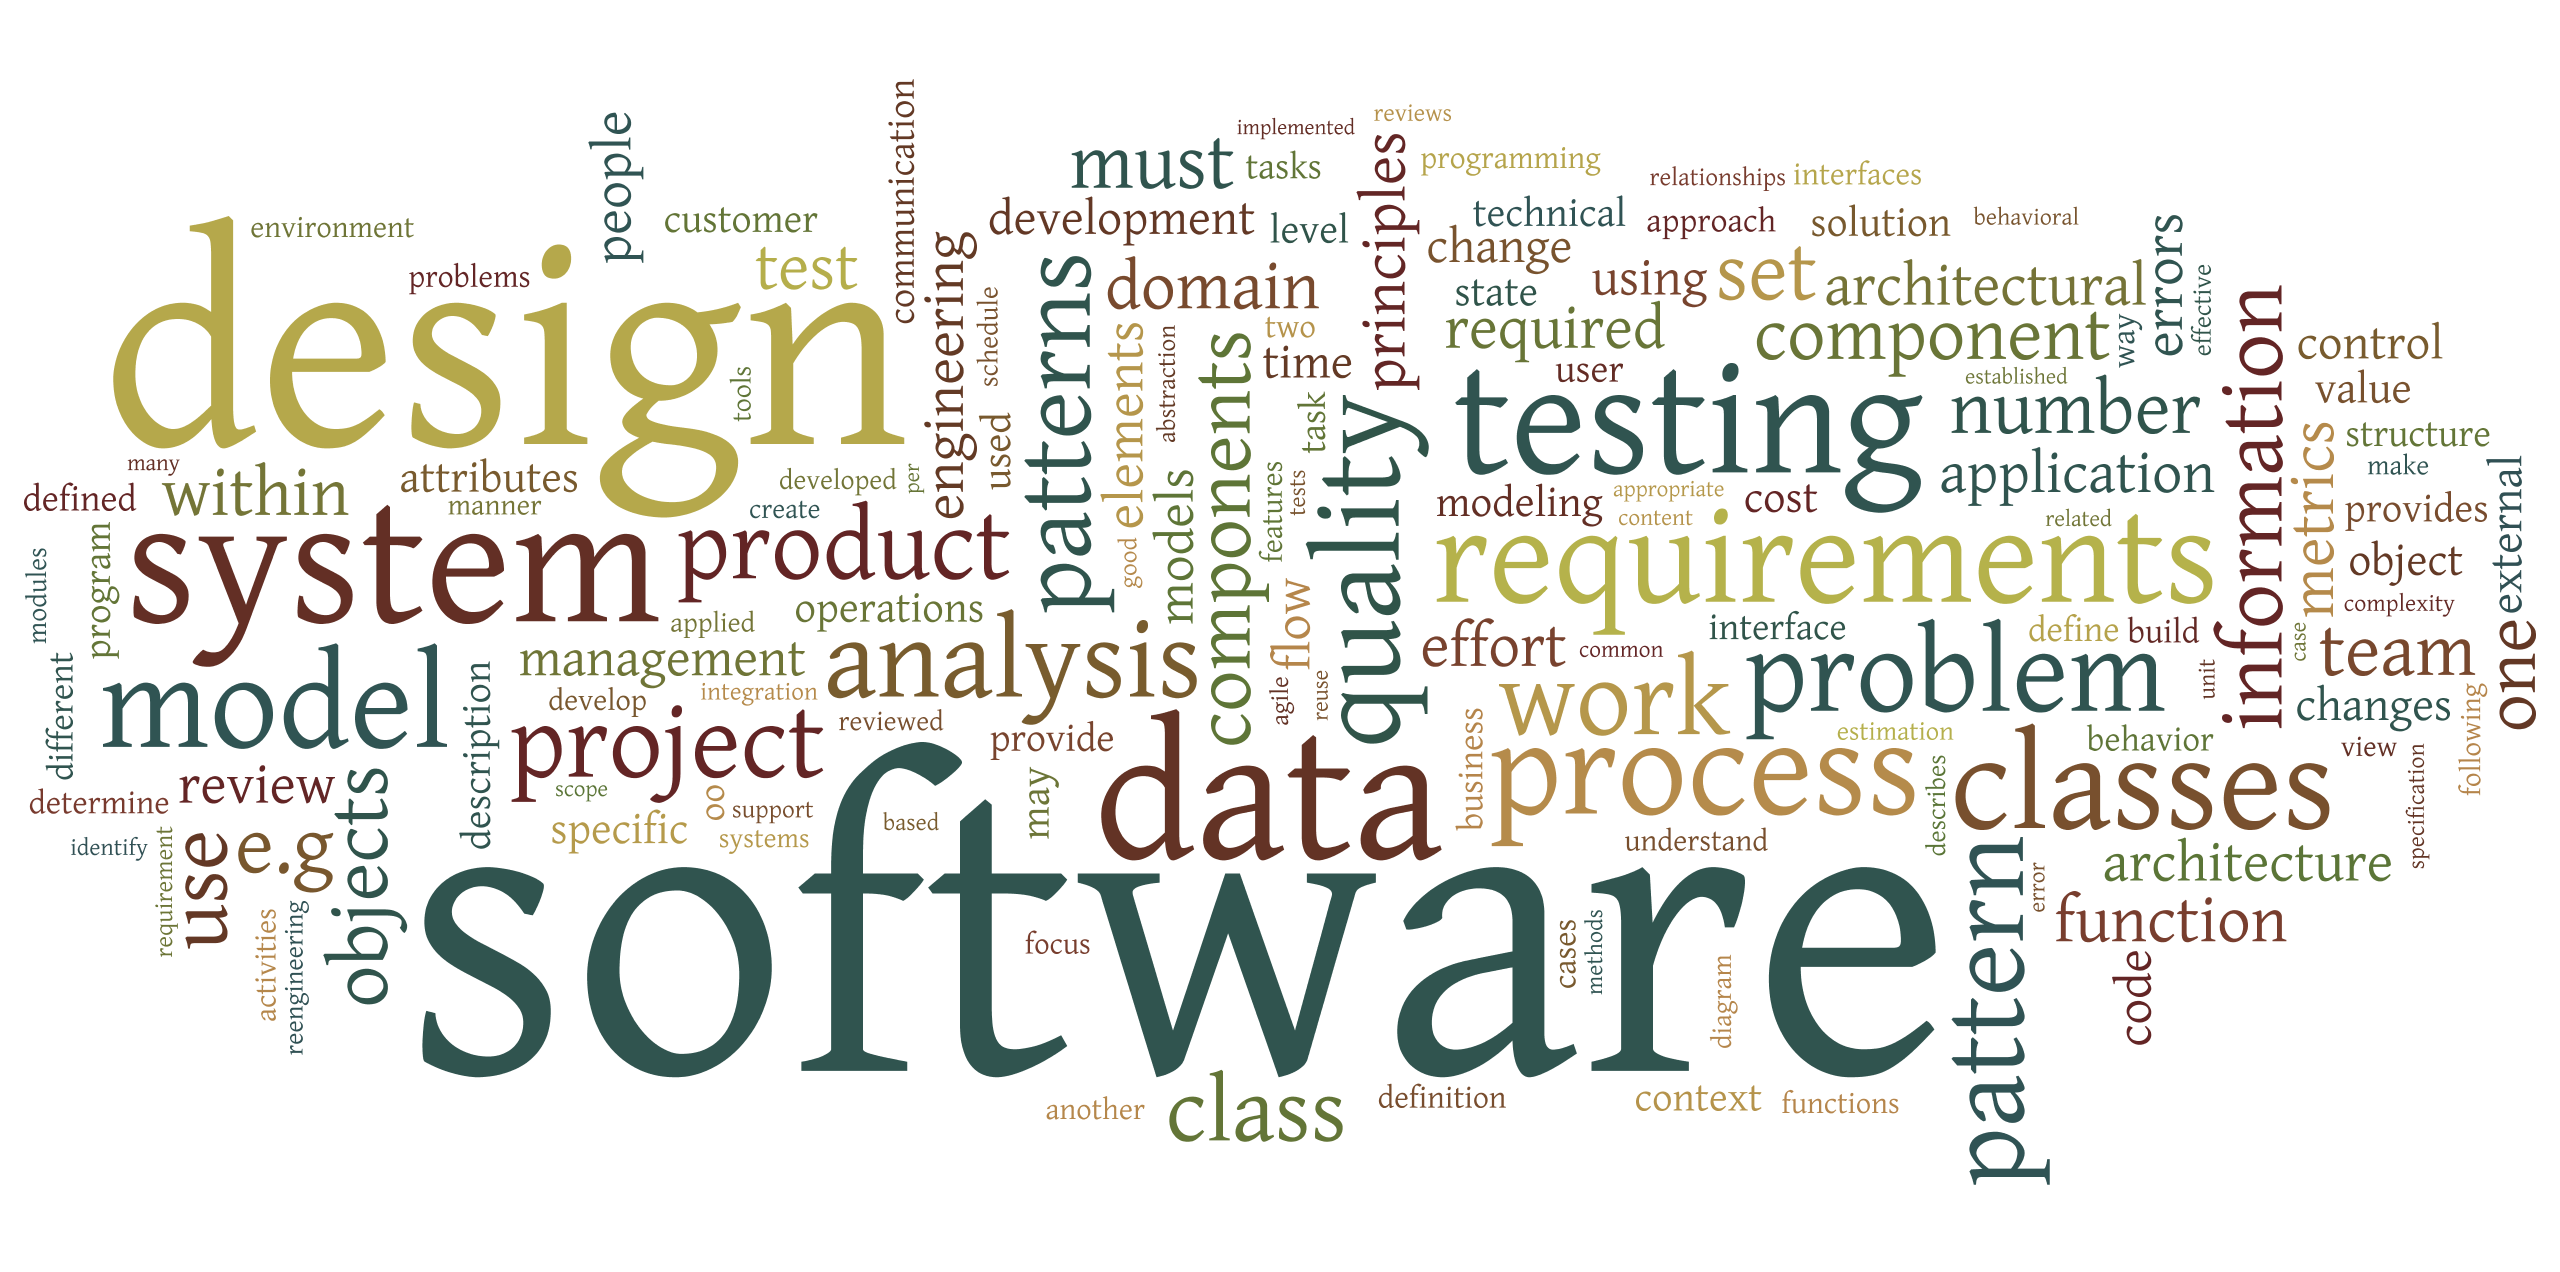 communication
people
implemented
reviews
must
tasks
principles
programming
relationships
interfaces
environment
customer
development
level
technical
approach
solution
behavioral
errors
design
problems
test
engineering
schedule
patterns
domain
change
using
set
architectural
effective
information
state
two
required
component
way
control
tools
elements
abstraction
components
time
user
established
value
used
task
quality
testing
number
metrics
structure
many
within
attributes
developed
per
models
features
tests
application
make
external
defined
manner
create
modeling
appropriate
cost
content
related
provides
program
system
product
good
requirements
object
modules
applied
operations
flow
interface
define
build
complexity
case
different
management
analysis
agile
reuse
effort
common
problem
unit
team
one
model
description
develop
integration
project
reviewed
provide
work
estimation
changes
following
business
process
classes
behavior
view
specification
determine
review
objects
scope
specific
oo
support
systems
based
may
data
understand
describes
identify
requirement
use
e.g
architecture
pattern
error
function
activities
reengineering
software
focus
cases
methods
diagram
code
another
class
definition
context
functions